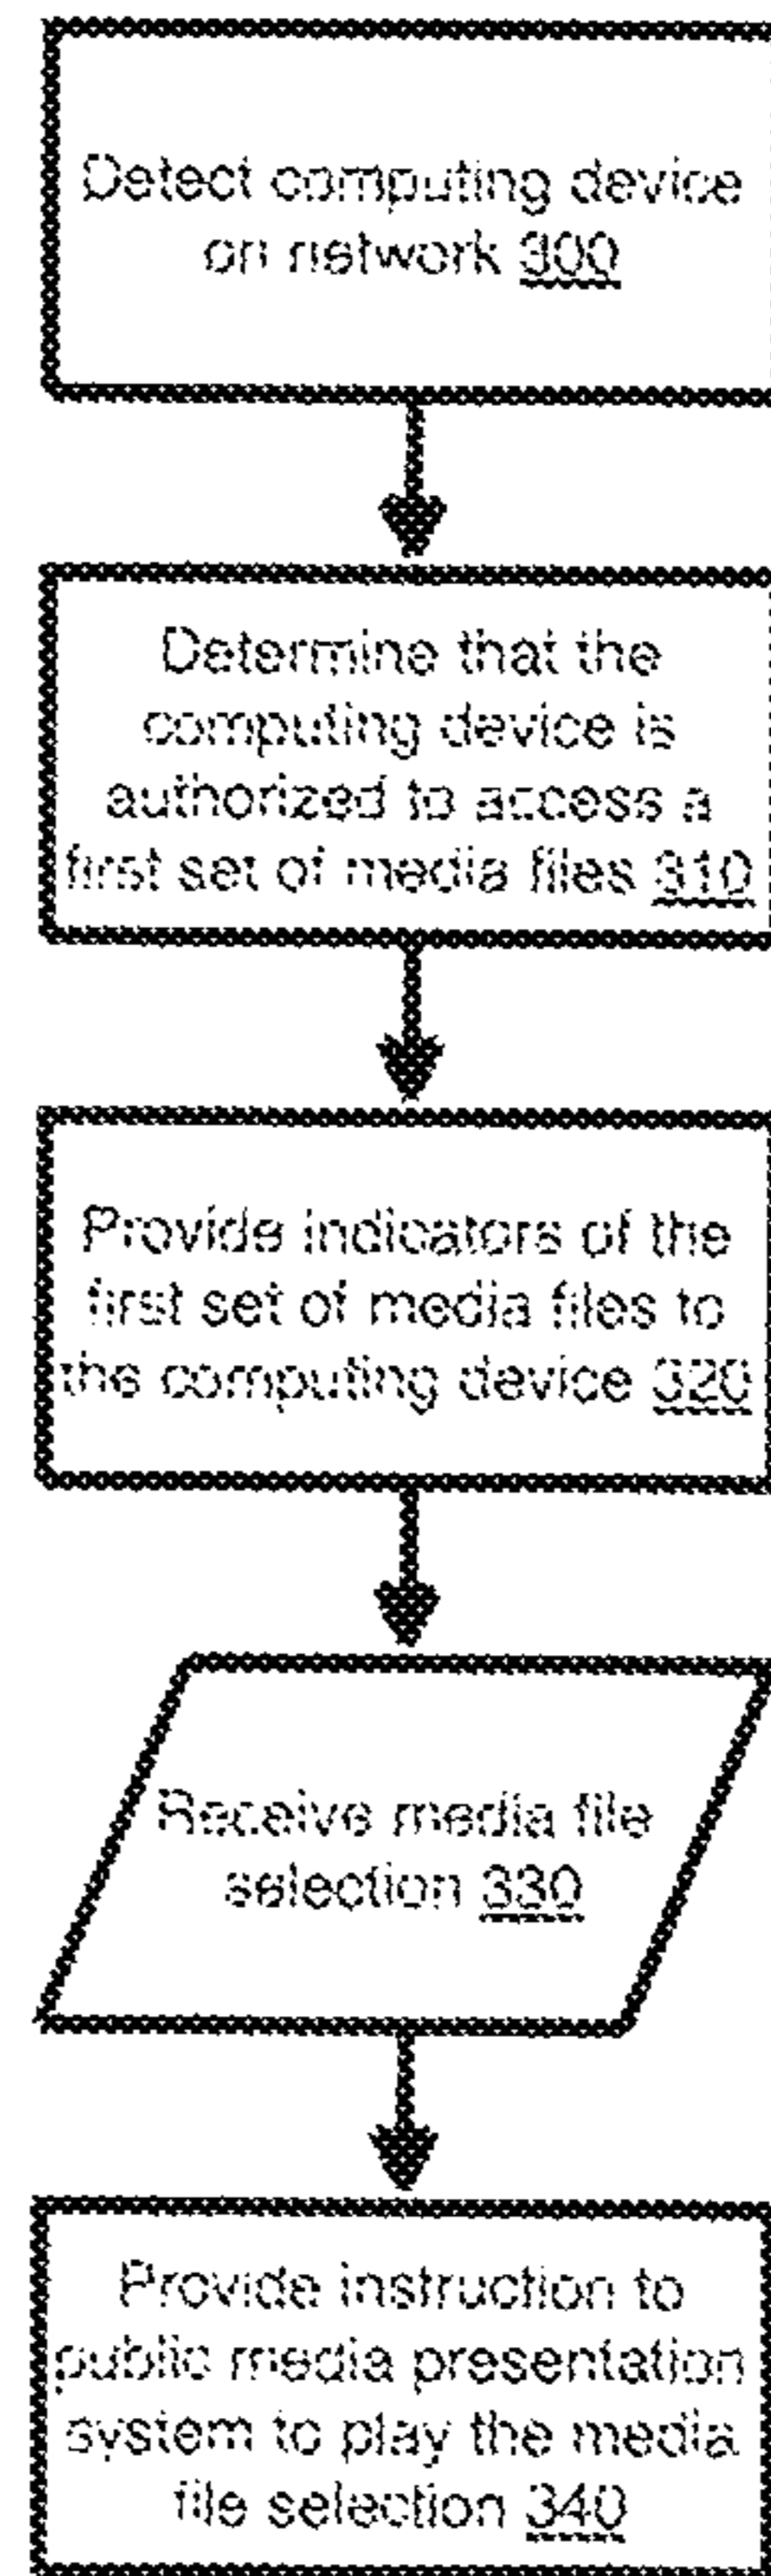 Detect computing device
on network 300
Determine that the
computing device is
authorized to access a
first set of media files 310
Provide indicators of the
first set of media files to
the computing device 320
Receive media file
selection 330
Provide instruction to
public media presentation
system to play the media
file selection 340